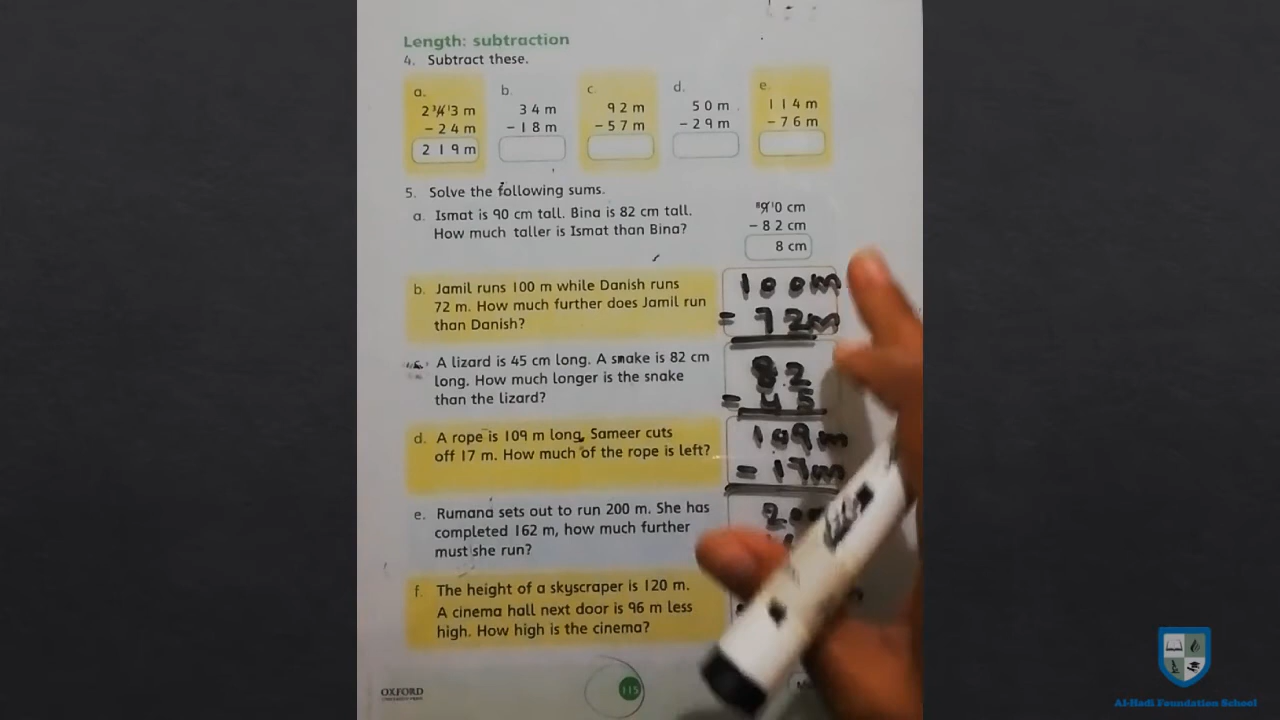 Length: subtraction
4. Subtract these.
a. b. c. d. e.
2 3 4 1 3 m 3 4 m 9 2 m 5 0 m 1 1 4 m
- 2 4 m - 1 8 m - 5 7 m - 2 9 m - 7 6 m
2 1 9 m
5. Solve the following sums.
a. Ismat is 90 cm tall. Bina is 82 cm tall.
How much taller is Ismat than Bina?
8 9 1 0 cm
- 8 2 cm
8 cm
b. Jamil runs 100 m while Danish runs
72 m. How much further does Jamil run
than Danish?
100m
= 72m
A lizard is 45 cm long. A snake is 82 cm
long. How much longer is the snake
than the lizard?
82
= 45
d. A rope is 109 m long. Sameer cuts
off 17 m. How much of the rope is left?
109m
= 17m
e. Rumana sets out to run 200 m. She has
completed 162 m, how much further
must she run?
f. The height of a skyscraper is 120 m.
A cinema hall next door is 96 m less
high. How high is the cinema?
OXFORD
115
Al-Hadi Foundation School